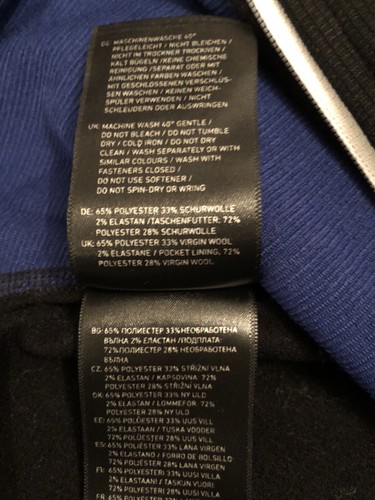 DE: MASCHINENWÄSCHE 40°
PFLEGELEICHT / NICHT BLEICHEN /
NICHT IM TROCKNER TROCKNEN /
KALT BÜGELN / KEINE CHEMISCHE
REINIGUNG / SEPARAT ODER MIT
ÄHNLICHEN FARBEN WASCHEN /
MIT GESCHLOSSENEN VERSCHLÜS-
SEN WASCHEN / KEINEN WEICH-
SPÜLER VERWENDEN / NICHT
SCHLEUDERN ODER AUSWRINGEN
UK: MACHINE WASH 40° GENTLE /
DO NOT BLEACH / DO NOT TUMBLE
DRY / COLD IRON / DO NOT DRY
CLEAN / WASH SEPARATELY OR WITH
SIMILAR COLOURS / WASH WITH
FASTENERS CLOSED /
DO NOT USE SOFTENER /
DO NOT SPIN-DRY OR WRING
DE: 65% POLYESTER 33% SCHURWOLLE
2% ELASTAN / TASCHENFUTTER: 72%
POLYESTER 28% SCHURWOLLE
UK: 65% POLYESTER 33% VIRGIN WOOL
2% ELASTANE / POCKET LINING: 72%
POLYESTER 28% VIRGIN WOOL
BG: 65% ПОЛИЕСТЕР 33% НЕОБРАБОТЕНА
ВЪЛНА 2% ЕЛАСТАН / ПОДПЛАТА:
72% ПОЛИЕСТЕР 28% НЕОБРАБОТЕНА
ВЪЛНА
CZ: 65% POLYESTER 33% STŘIŽNÍ VLNA
2% ELASTAN / KAPSOVINA: 72%
POLYESTER 28% STŘIŽNÍ VLNA
DK: 65% POLYESTER 33% NY ULD
2% ELASTAN / LOMMEFOR: 72%
POLYESTER 28% NY ULD
EE: 65% POLÜESTER 33% UUS VILL
2% ELASTAAN / TASKU VOODER:
72% POLÜESTER 28% UUS VILL
ES: 65% POLIÉSTER 33% LANA VIRGEN
2% ELASTANO / FORRO DE BOLSILLO:
72% POLIÉSTER 28% LANA VIRGEN
FI: 65% POLYESTERI 33% UUSI VILLA
2% ELASTAANI / TASKUN VUORI:
72% POLYESTERI 28% UUSI VILLA